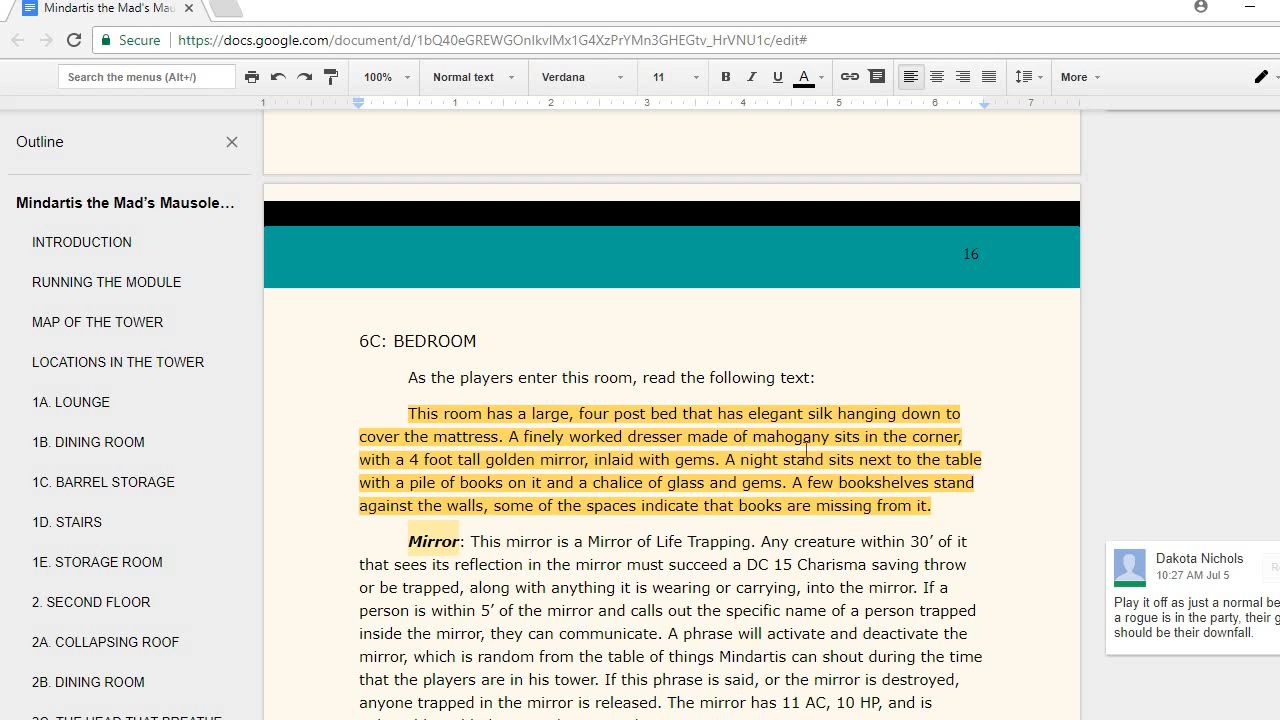 Mindartis the Mad's Mau
Secure https://docs.google.com/document/d/1bQ40eGREWGOnIkvIMx1G4XzPrYMn3GHEGtv_HrVNU1c/edit#
Search the menus (Alt+/) 100% Normal text Verdana 11 B I U A More
1 1 2 3 4 5 6 7
Outline
Mindartis the Mad's Mausole...
INTRODUCTION
RUNNING THE MODULE
MAP OF THE TOWER
LOCATIONS IN THE TOWER
1A. LOUNGE
1B. DINING ROOM
1C. BARREL STORAGE
1D. STAIRS
1E. STORAGE ROOM
2. SECOND FLOOR
2A. COLLAPSING ROOF
2B. DINING ROOM
2C. THE HEAD THAT BREATHE
16
6C: BEDROOM
As the players enter this room, read the following text:
This room has a large, four post bed that has elegant silk hanging down to
cover the mattress. A finely worked dresser made of mahogany sits in the corner,
with a 4 foot tall golden mirror, inlaid with gems. A night stand sits next to the table
with a pile of books on it and a chalice of glass and gems. A few bookshelves stand
against the walls, some of the spaces indicate that books are missing from it.
Mirror: This mirror is a Mirror of Life Trapping. Any creature within 30' of it
that sees its reflection in the mirror must succeed a DC 15 Charisma saving throw
or be trapped, along with anything it is wearing or carrying, into the mirror. If a
person is within 5' of the mirror and calls out the specific name of a person trapped
inside the mirror, they can communicate. A phrase will activate and deactivate the
mirror, which is random from the table of things Mindartis can shout during the time
that the players are in his tower. If this phrase is said, or the mirror is destroyed,
anyone trapped in the mirror is released. The mirror has 11 AC, 10 HP, and is
Dakota Nichols
10:27 AM Jul 5
Play it off as just a normal be
a rogue is in the party, their g
should be their downfall.